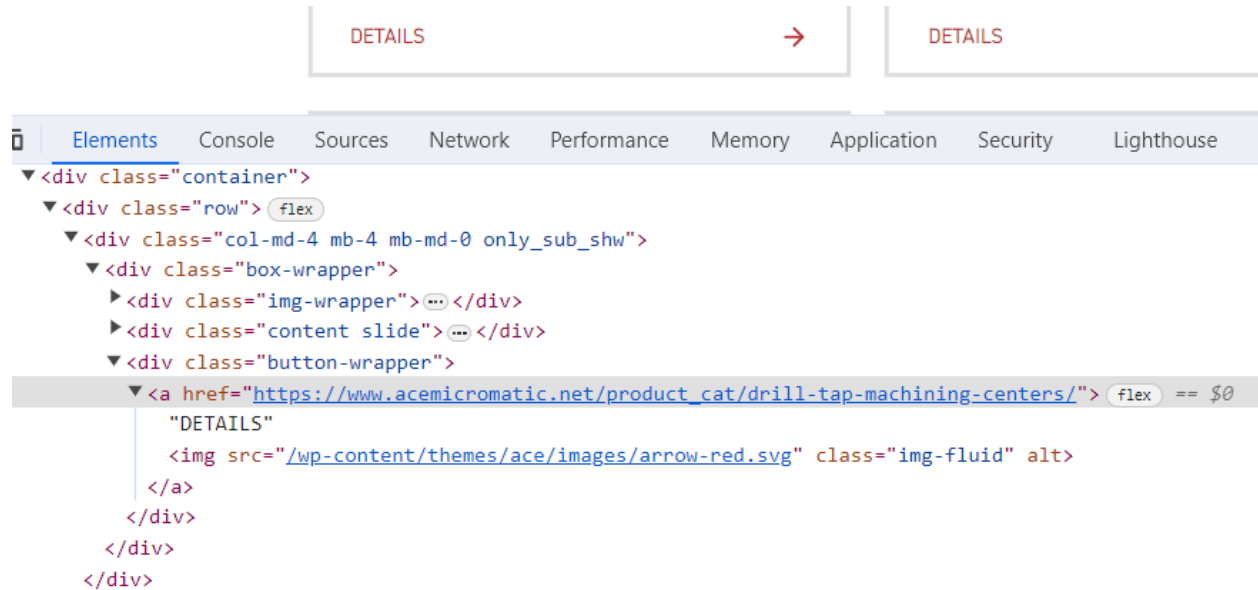 DETAILS DETAILS
Elements Console Sources Network Performance Memory Application Security Lighthouse
<div class="container">
<div class="row"> flex
<div class="col-md-4 mb-4 mb-md-0 only_sub_shw">
<div class="box-wrapper">
<div class="img-wrapper"> ... </div>
<div class="content slide"> ... </div>
<div class="button-wrapper">
<a href="https://www.acemicromatic.net/product_cat/drill-tap-machining-centers/"> flex == $0
"DETAILS"
<img src="/wp-content/themes/ace/images/arrow-red.svg" class="img-fluid" alt>
</a>
</div>
</div>
</div>